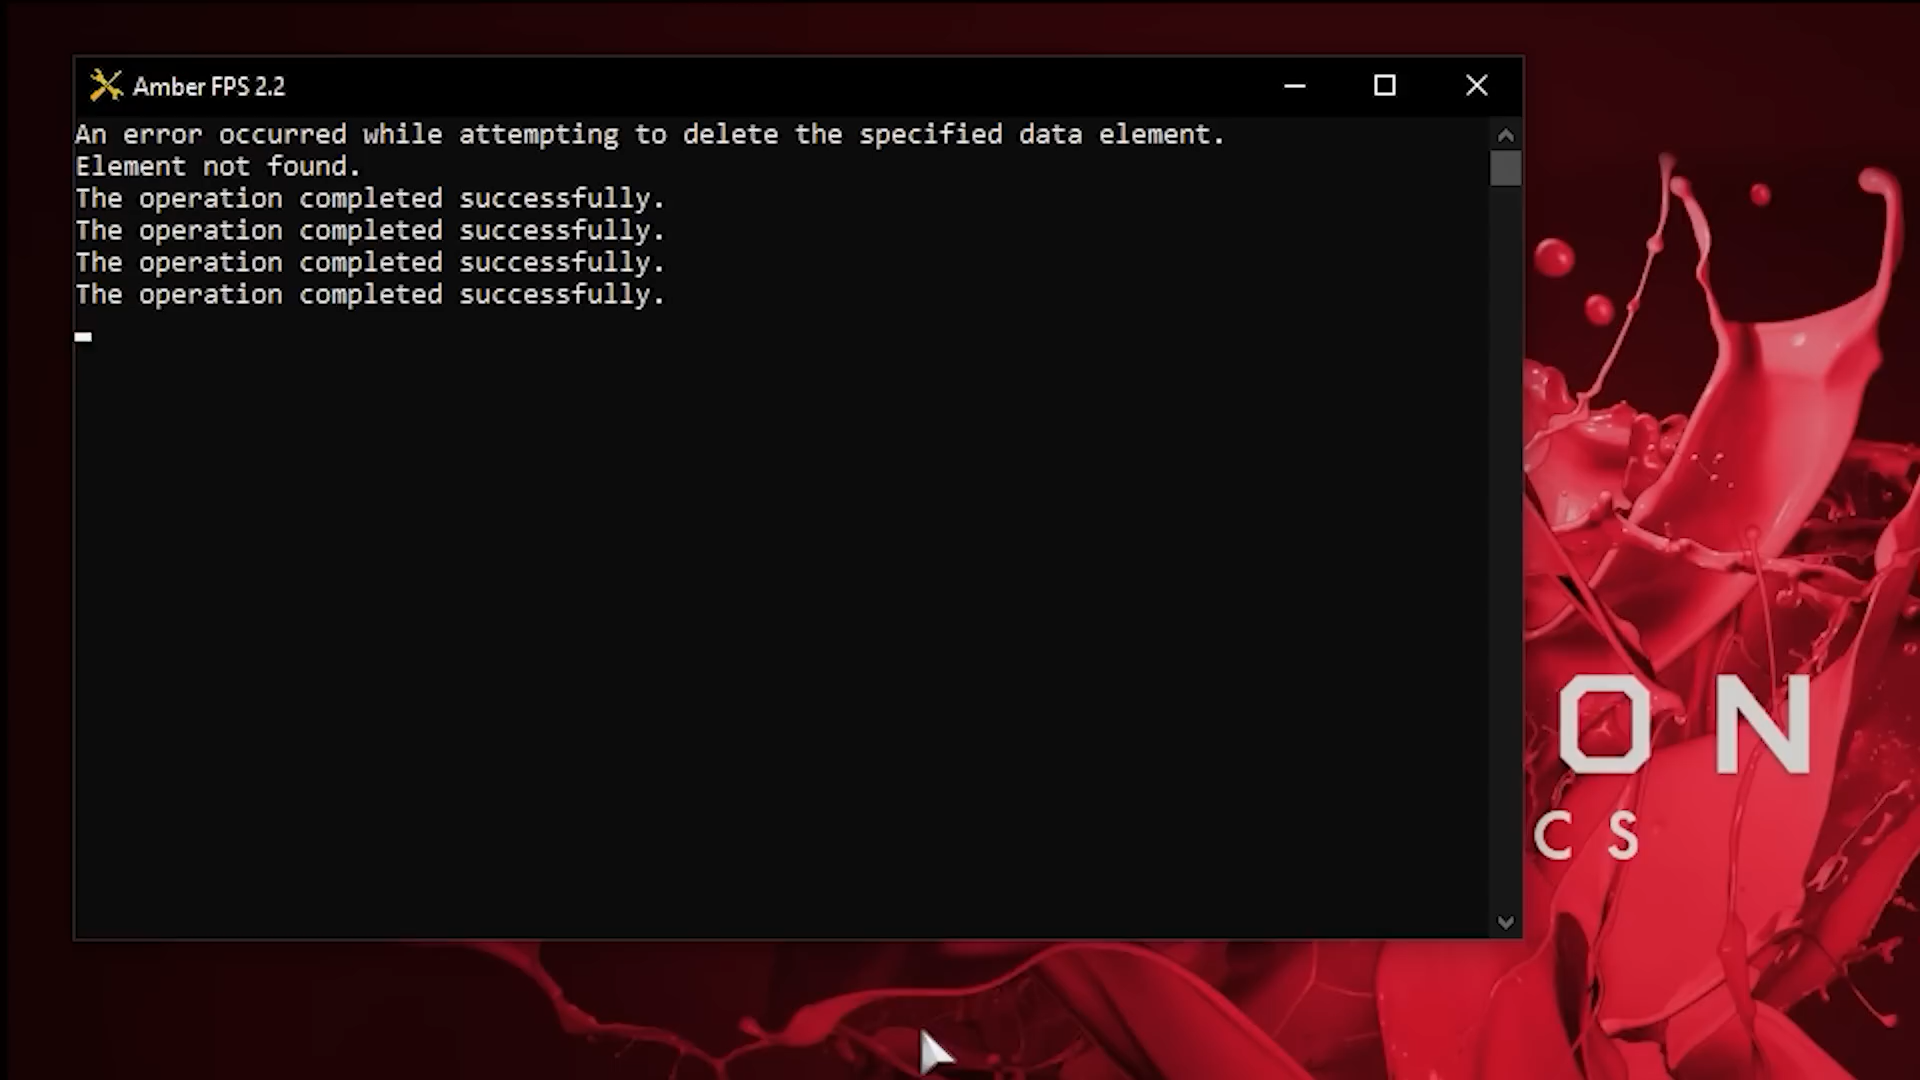 Amber FPS 2.2
An error occurred while attempting to delete the specified data element.
Element not found.
The operation completed successfully.
The operation completed successfully.
The operation completed successfully.
The operation completed successfully.
ON
CS